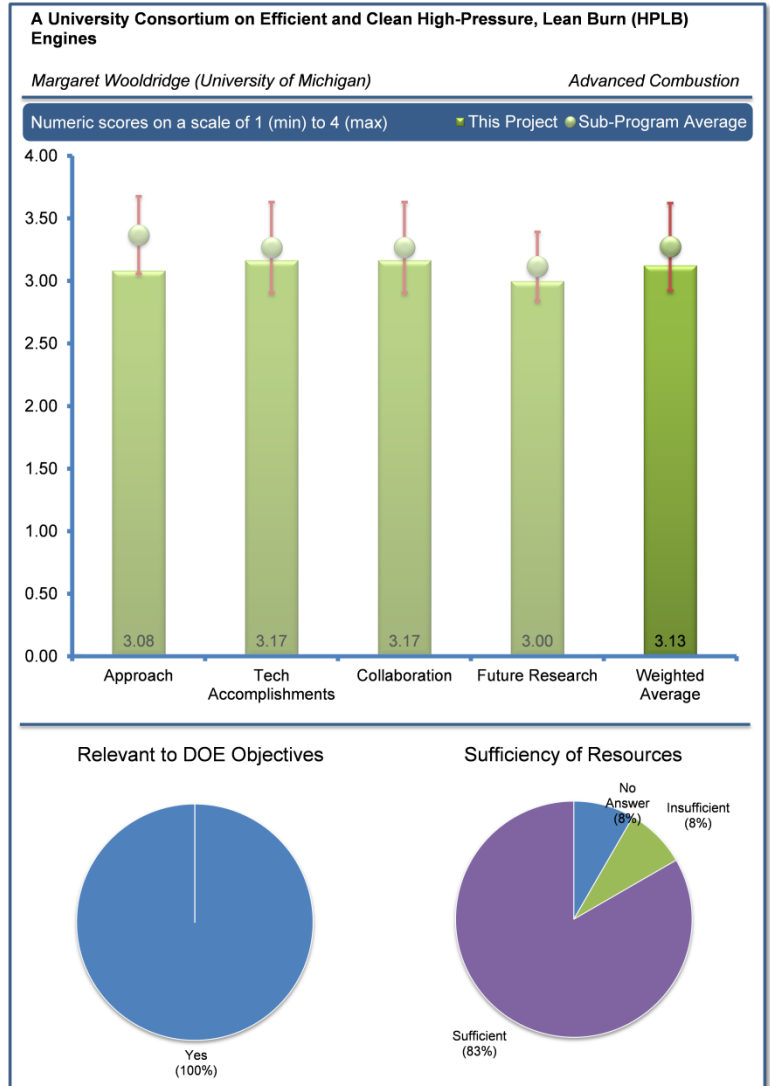 A University Consortium on Efficient and Clean High-Pressure, Lean Burn (HPLB)
Engines
Margaret Wooldridge (University of Michigan) Advanced Combustion
Numeric scores on a scale of 1 (min) to 4 (max) This Project Sub-Program Average
4.00
3.50
3.00
2.50
2.00
1.50
1.00
0.50
0.00
3.08 3.17 3.17 3.00 3.13
Approach Tech Collaboration Future Research Weighted
Accomplishments Average
Relevant to DOE Objectives Sufficiency of Resources
No
Answer
(8%)
Insufficient
(8%)
Sufficient
(83%)
Yes
(100%)